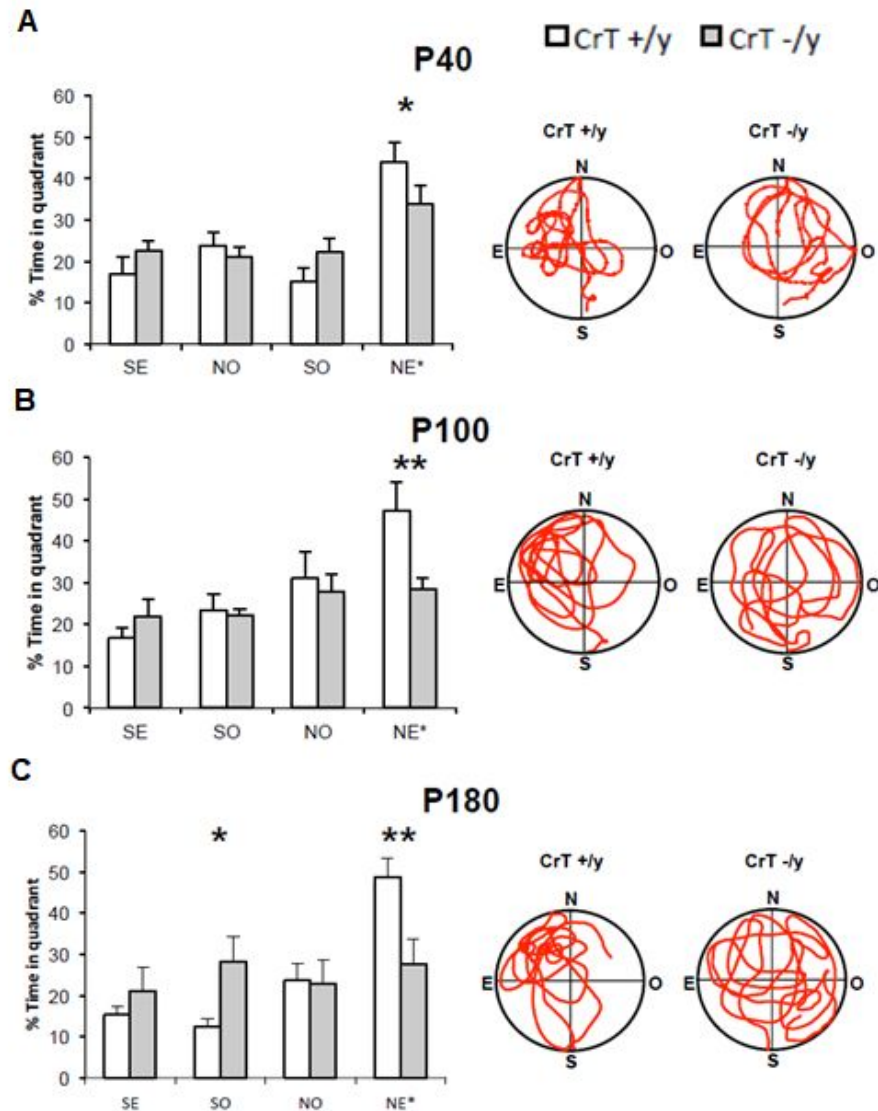 A
CrT +/y CrT -/y
P40
% Time in quadrant
60
50
40
30
20
10
0
*
SE NO SO NE*
CrT +/y CrT -/y
N
E O
S
N
E O
S
B
P100
% Time in quadrant
60
50
40
30
20
10
0
**
SE SO NO NE*
CrT +/y CrT -/y
N
E O
S
N
E O
S
C
P180
% Time in quadrant
60
50
40
30
20
10
0
* **
SE SO NO NE*
CrT +/y CrT -/y
N
E O
S
N
E O
S